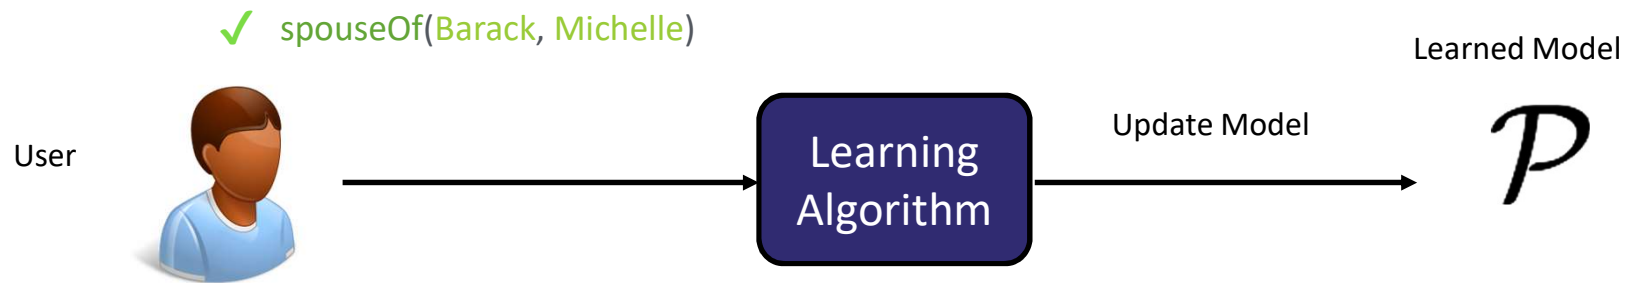 ✓ spouseOf(Barack, Michelle)
Learned Model
User
Learning
Algorithm
Update Model
P